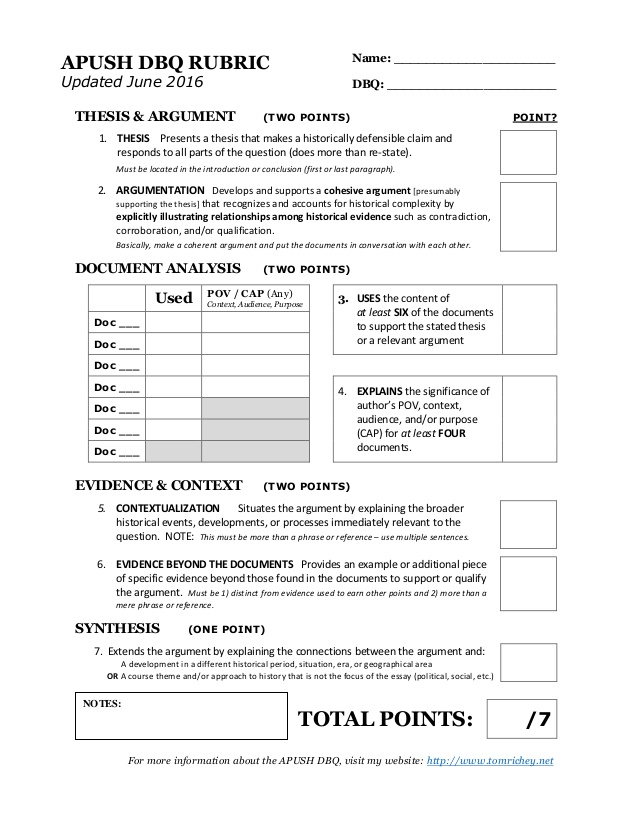 APUSH DBQ RUBRIC
Updated June 2016
Name: ______________________
DBQ: _______________________
THESIS & ARGUMENT (TWO POINTS) POINT?
1. THESIS Presents a thesis that makes a historically defensible claim and
responds to all parts of the question (does more than re-state).
Must be located in the introduction or conclusion (first or last paragraph).
2. ARGUMENTATION Develops and supports a cohesive argument [presumably
supporting the thesis] that recognizes and accounts for historical complexity by
explicitly illustrating relationships among historical evidence such as contradiction,
corroboration, and/or qualification.
Basically, make a coherent argument and put the documents in conversation with each other.
DOCUMENT ANALYSIS (TWO POINTS)
Used
POV / CAP (Any)
Context, Audience, Purpose
Doc ___
Doc ___
Doc ___
Doc ___
Doc ___
Doc ___
Doc ___
3. USES the content of
at least SIX of the documents
to support the stated thesis
or a relevant argument
4. EXPLAINS the significance of
author's POV, context,
audience, and/or purpose
(CAP) for at least FOUR
documents.
EVIDENCE & CONTEXT (TWO POINTS)
5. CONTEXTUALIZATION Situates the argument by explaining the broader
historical events, developments, or processes immediately relevant to the
question. NOTE: This must be more than a phrase or reference – use multiple sentences.
6. EVIDENCE BEYOND THE DOCUMENTS Provides an example or additional piece
of specific evidence beyond those found in the documents to support or qualify
the argument. Must be 1) distinct from evidence used to earn other points and 2) more than a
mere phrase or reference.
SYNTHESIS (ONE POINT)
7. Extends the argument by explaining the connections between the argument and:
A development in a different historical period, situation, era, or geographical area
OR A course theme and/or approach to history that is not the focus of the essay (political, social, etc.)
NOTES:
TOTAL POINTS: /7
For more information about the APUSH DBQ, visit my website: http://www.tomrichey.net